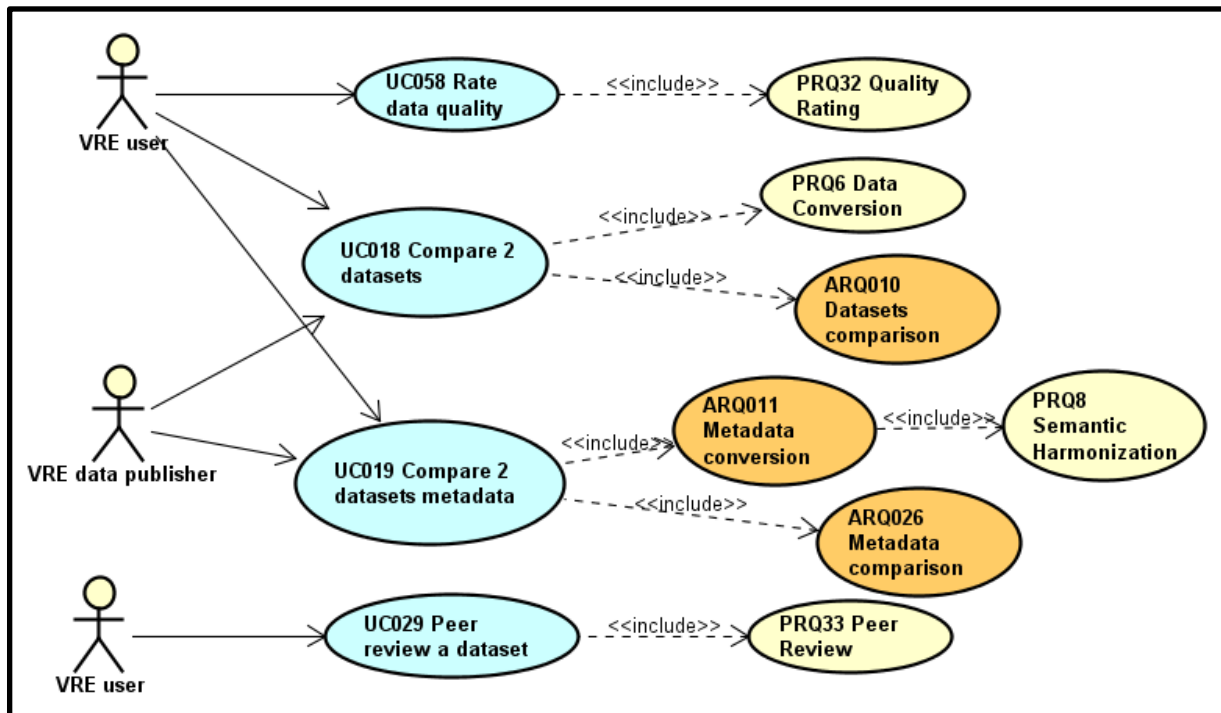 VRE user
UC058 Rate
data quality
<<include>>
PRQ32 Quality
Rating
UC018 Compare 2
datasets
<<include>>
PRQ6 Data
Conversion
<<include>>
ARQ010
Datasets
comparison
VRE data publisher
UC019 Compare 2
datasets metadata
<<include>>
ARQ011
Metadata
conversion
<<include>>
PRQ8
Semantic
Harmonization
<<include>>
ARQ026
Metadata
comparison
VRE user
UC029 Peer
review a dataset
<<include>>
PRQ33 Peer
Review